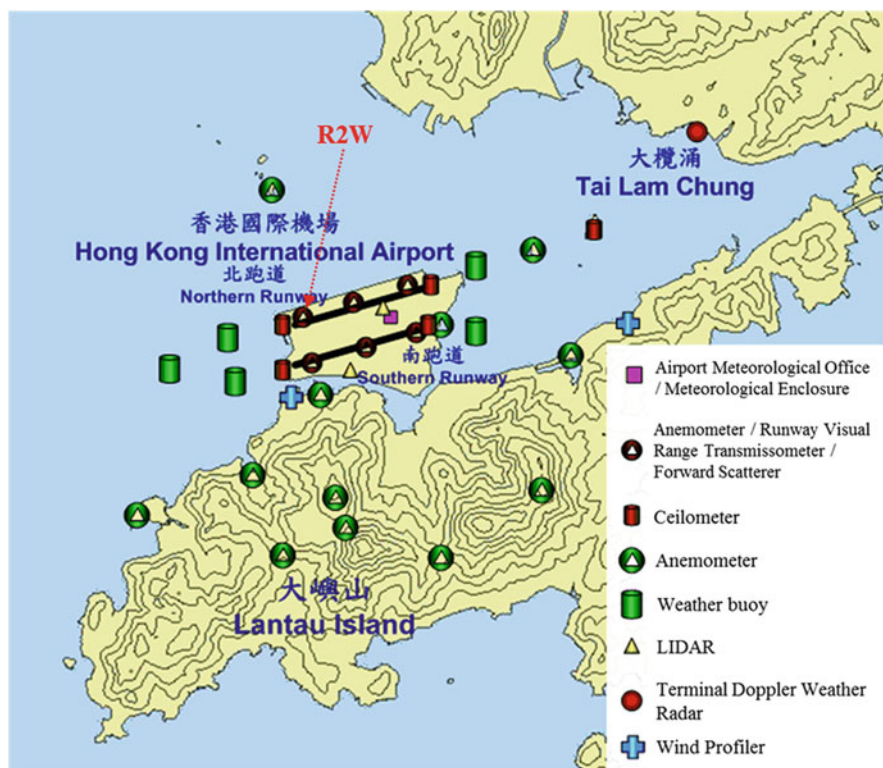 R2W
大欖涌
Tai Lam Chung
香港國際機場
Hong Kong International Airport
北跑道
Northern Runway
南跑道
Southern Runway
大嶼山
Lantau Island
Airport Meteorological Office
/ Meteorological Enclosure
Anemometer / Runway Visual
Range Transmissometer /
Forward Scatterer
Ceilometer
Anemometer
Weather buoy
LIDAR
Terminal Doppler Weather
Radar
Wind Profiler